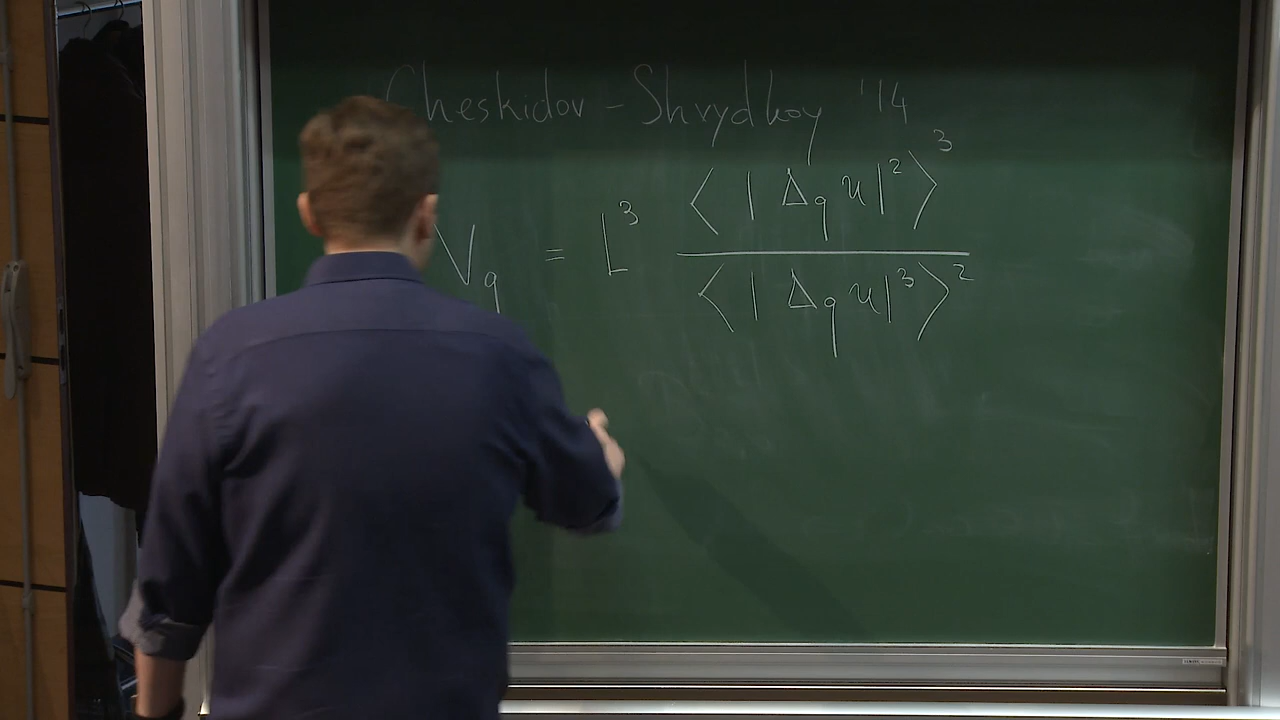 Cheskidov – Shvydkoy '14
V_q = L^3 ⟨|Δ_q u|^2⟩^3 / ⟨|Δ_q u|^3⟩^2